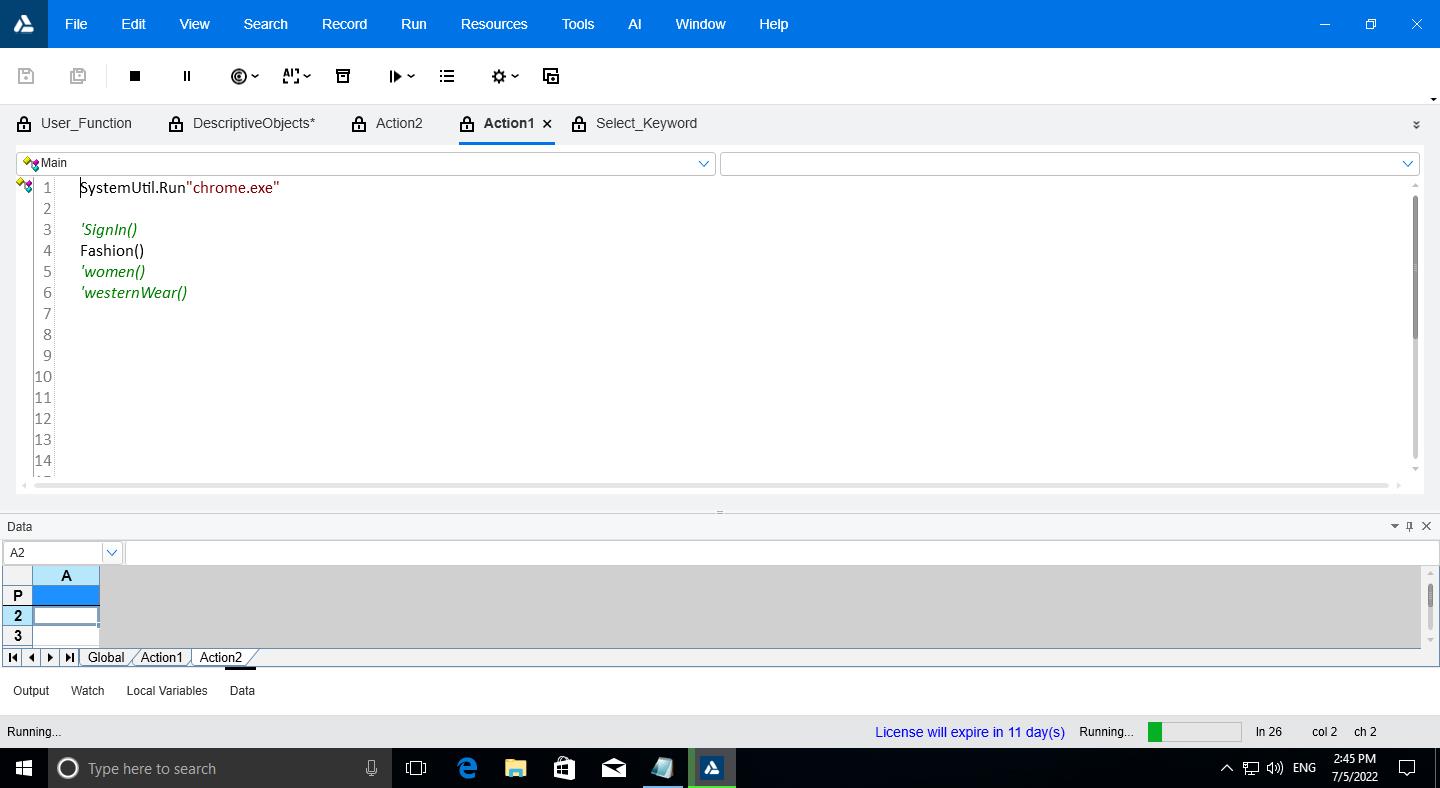 File Edit View Search Record Run Resources Tools AI Window Help
AI
User_Function DescriptiveObjects* Action2 Action1 Select_Keyword
Main
1 SystemUtil.Run"chrome.exe"
2
3 'SignIn()
4 Fashion()
5 'women()
6 'westernWear()
7
8
9
10
11
12
13
14
Data
A2
A
P
2
3
Global Action1 Action2
Output Watch Local Variables Data
Running... License will expire in 11 day(s) Running... ln 26 col 2 ch 2
Type here to search ENG 2:45 PM
7/5/2022